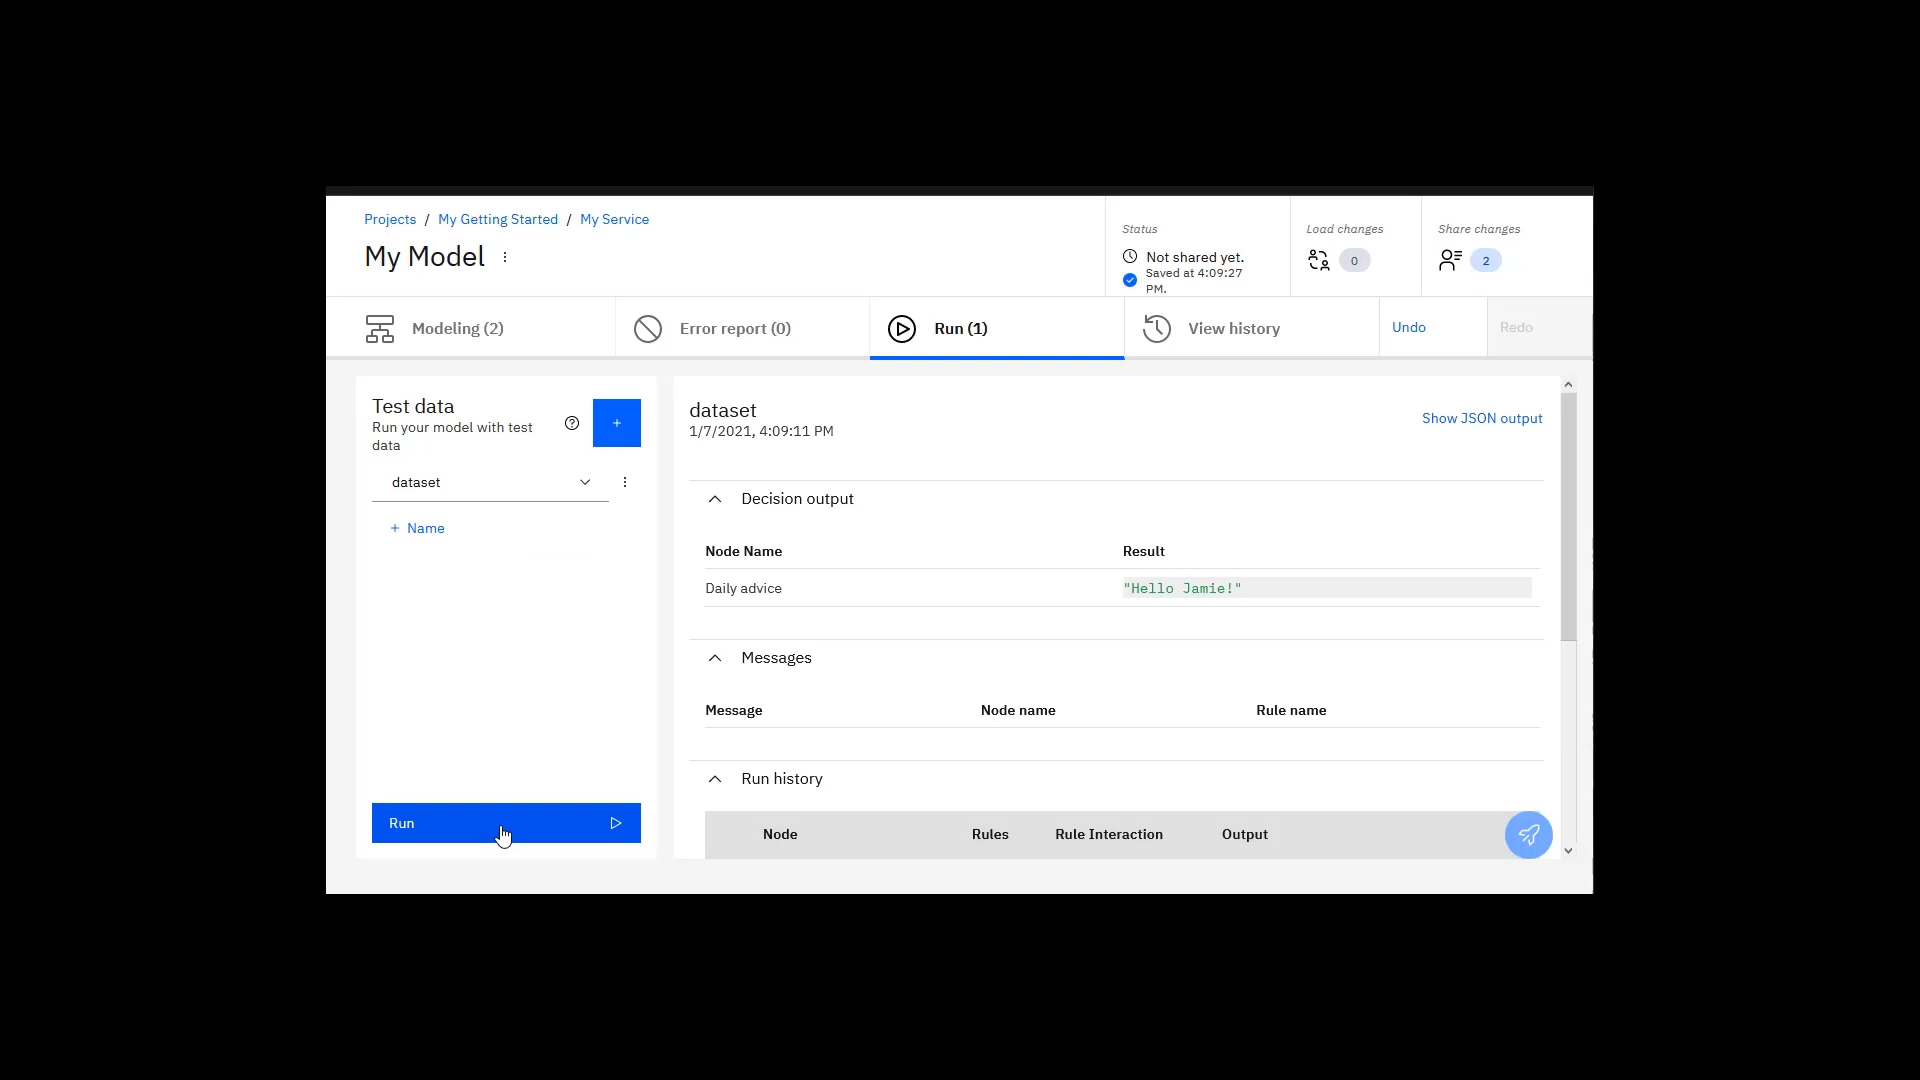 Projects / My Getting Started / My Service
My Model
Status
Not shared yet.
Saved at 4:09:27
PM.
Load changes
0
Share changes
2
Modeling (2)
Error report (0)
Run (1)
View history
Undo
Redo
Test data
Run your model with test
data
+
dataset
+ Name
Run
dataset
1/7/2021, 4:09:11 PM
Show JSON output
Decision output
Node Name Result
Daily advice "Hello Jamie!"
Messages
Message Node name Rule name
Run history
Node Rules Rule Interaction Output